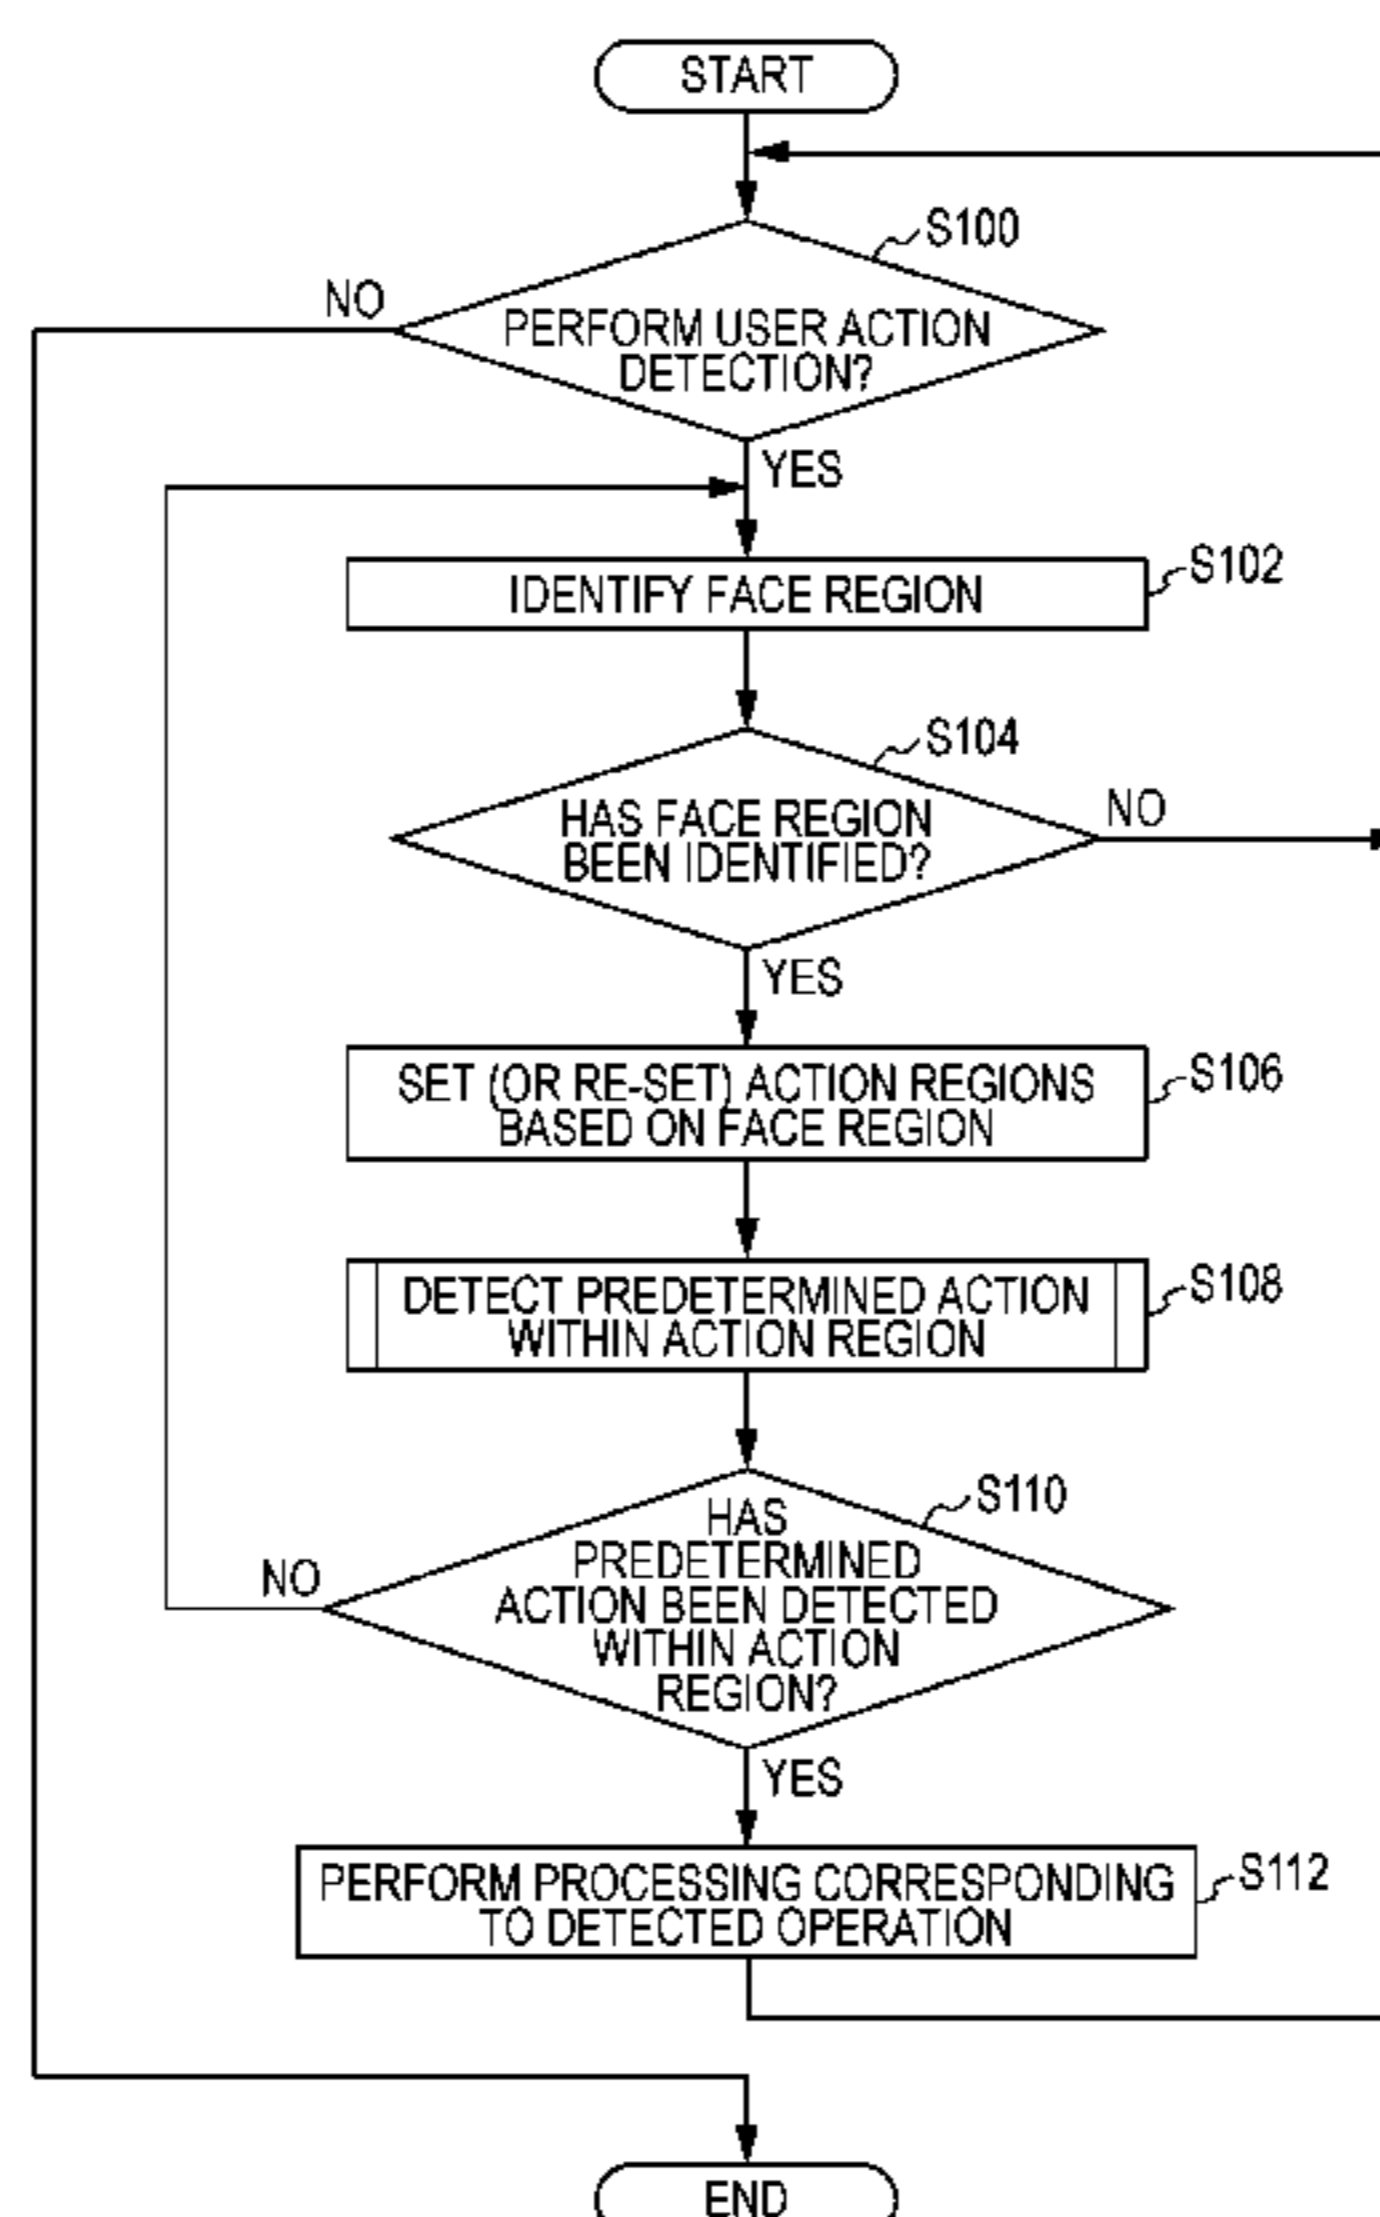 START
S100
NO
PERFORM USER ACTION
DETECTION?
YES
IDENTIFY FACE REGION
S102
S104
HAS FACE REGION
BEEN IDENTIFIED?
NO
YES
SET (OR RE-SET) ACTION REGIONS
BASED ON FACE REGION
S106
DETECT PREDETERMINED ACTION
WITHIN ACTION REGION
S108
S110
HAS
PREDETERMINED
ACTION BEEN DETECTED
WITHIN ACTION
REGION?
NO
YES
PERFORM PROCESSING CORRESPONDING
TO DETECTED OPERATION
S112
END